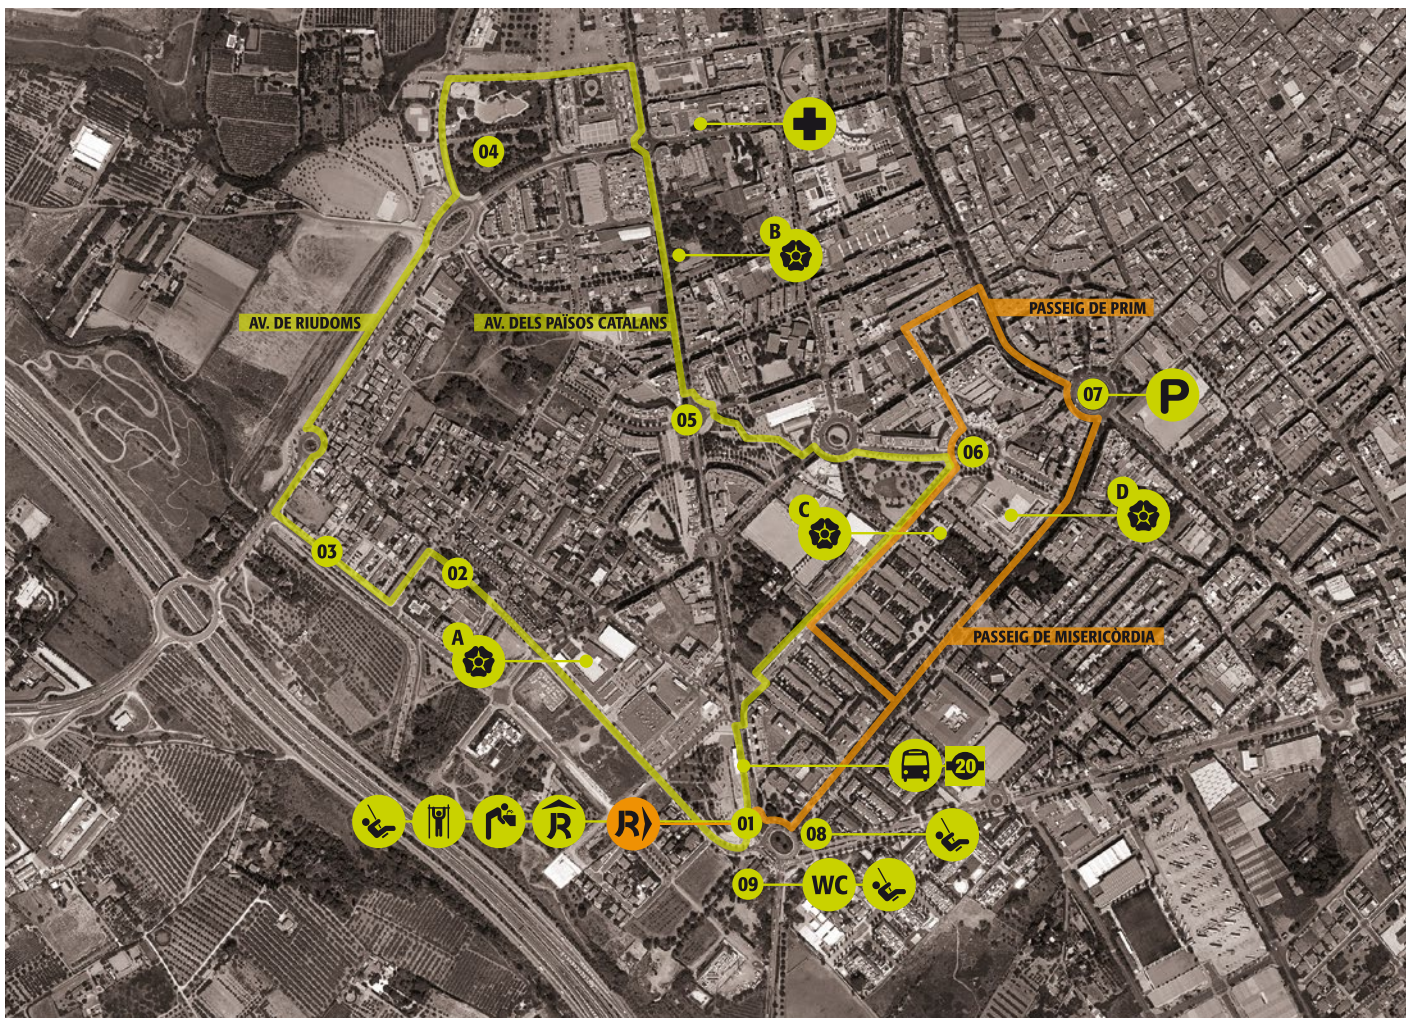 04
B
AV. DE RIUDOMS
AV. DELS PAÏSOS CATALANS
PASSEIG DE PRIM
05
07
P
06
C
D
03
02
A
PASSEIG DE MISERICÒRDIA
20
R
R
01
08
09
WC